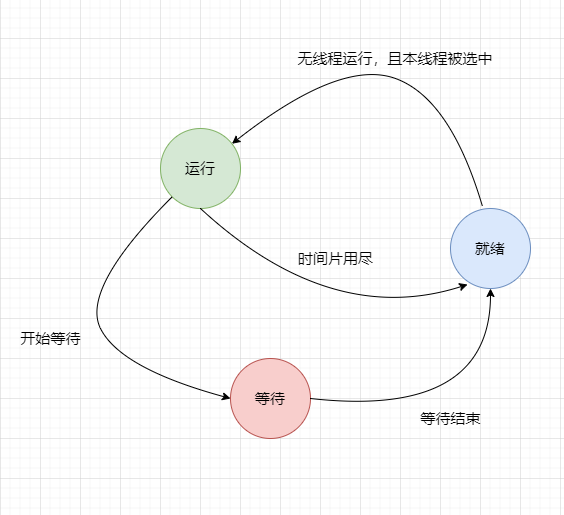 无线程运行，且本线程被选中
运行
就绪
时间片用尽
开始等待
等待
等待结束